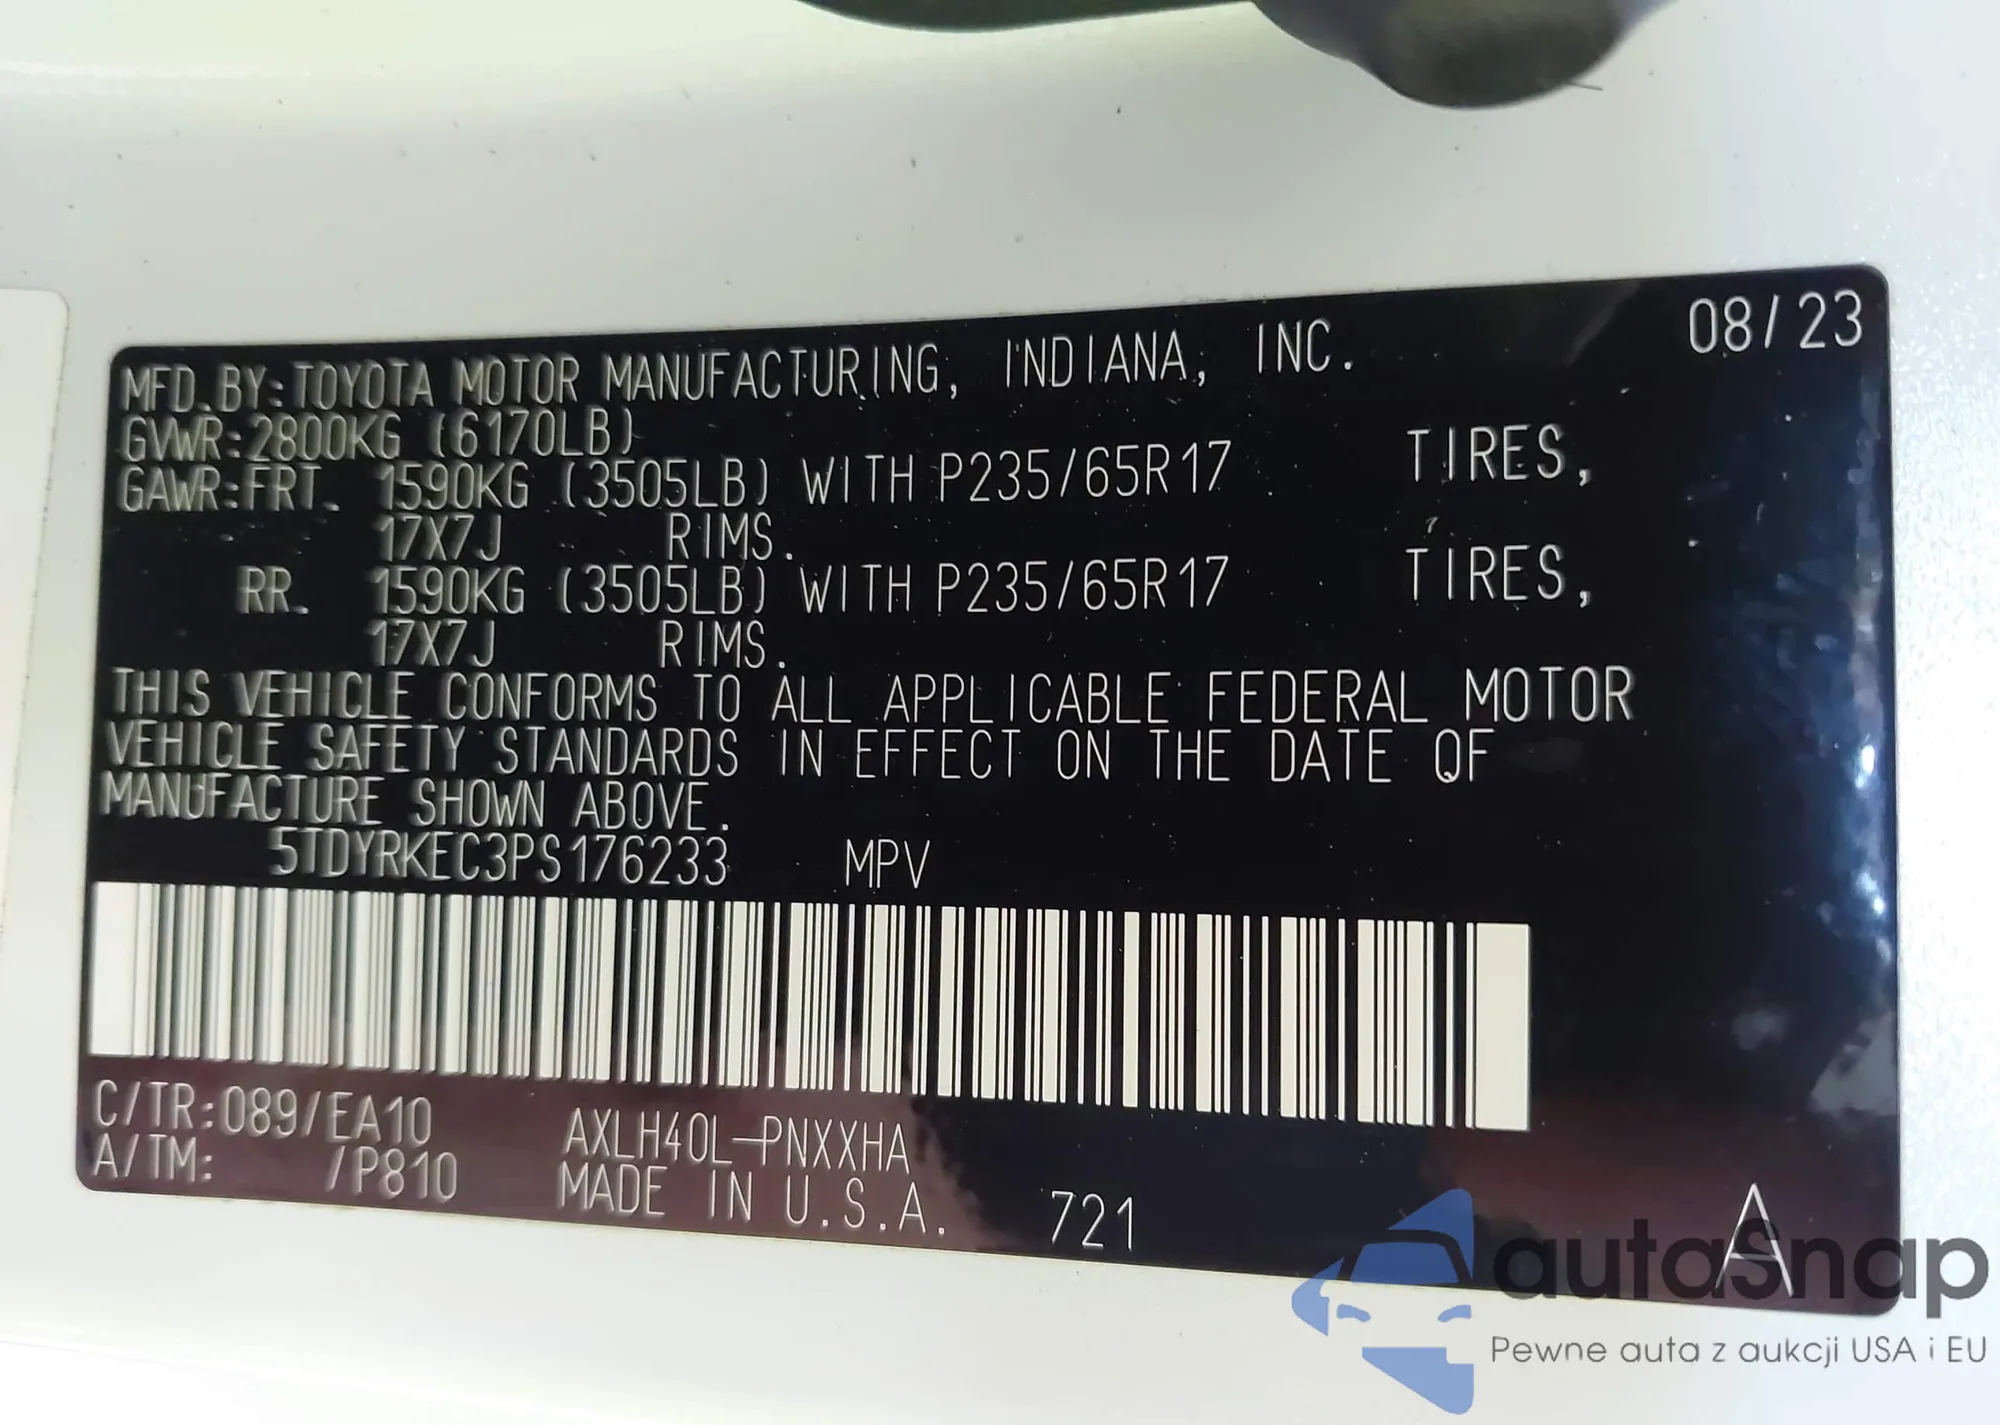 08/23
MFD.BY:TOYOTA MOTOR MANUFACTURING, INDIANA, INC.
GVWR:2800KG (6170LB)
GAWR:FRT. 1590KG (3505LB) WITH P235/65R17 TIRES,
17X7J RIMS.
RR. 1590KG (3505LB) WITH P235/65R17 TIRES,
17X7J RIMS.
THIS VEHICLE CONFORMS TO ALL APPLICABLE FEDERAL MOTOR
VEHICLE SAFETY STANDARDS IN EFFECT ON THE DATE OF
MANUFACTURE SHOWN ABOVE.
5TDYRKEC3PS176233 MPV
C/TR:089/EA10 AXLH40L-PNXXHA
A/TM: /P810 MADE IN U.S.A. 721 A
autosnap
Pewne auta z aukcji USA i EU